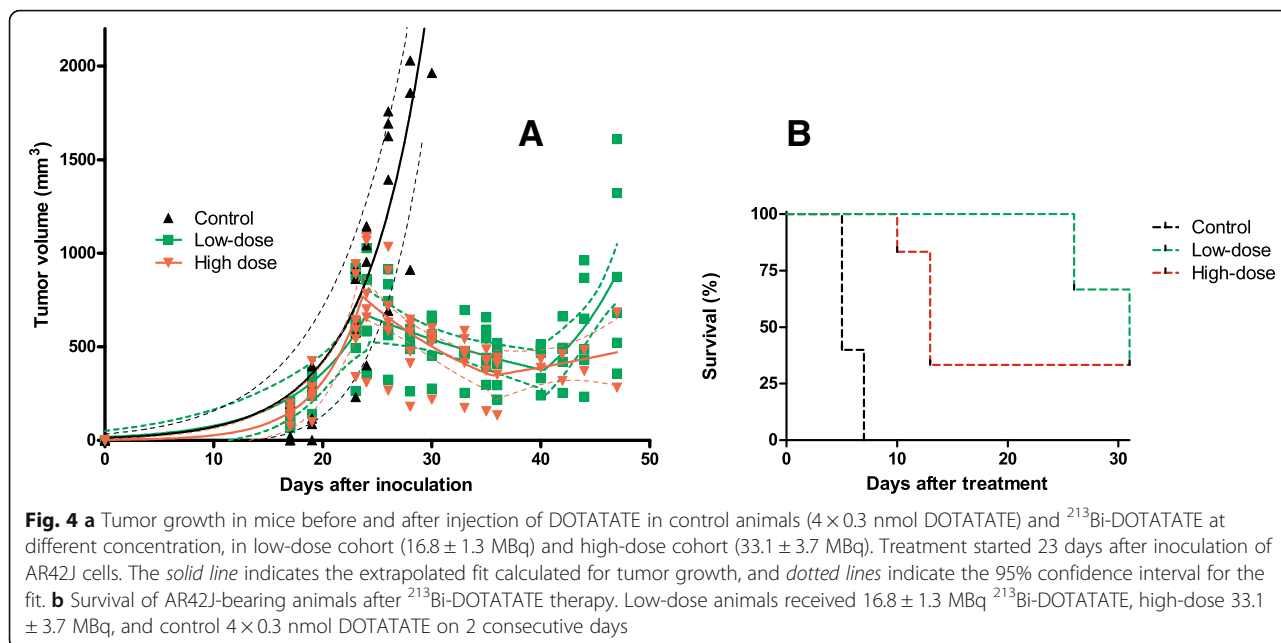 A
Tumor volume (mm³)
2000
1500
1000
500
0
Control
Low-dose
High dose
0 10 20 30 40 50
Days after inoculation
B
Survival (%)
100
75
50
25
0
0 10 20 30
Days after treatment
Control
Low-dose
High-dose
Fig. 4 a Tumor growth in mice before and after injection of DOTATATE in control animals (4 × 0.3 nmol DOTATATE) and ²¹³Bi-DOTATATE at
different concentration, in low-dose cohort (16.8 ± 1.3 MBq) and high-dose cohort (33.1 ± 3.7 MBq). Treatment started 23 days after inoculation of
AR42J cells. The solid line indicates the extrapolated fit calculated for tumor growth, and dotted lines indicate the 95% confidence interval for the
fit. b Survival of AR42J-bearing animals after ²¹³Bi-DOTATATE therapy. Low-dose animals received 16.8 ± 1.3 MBq ²¹³Bi-DOTATATE, high-dose 33.1
± 3.7 MBq, and control 4 × 0.3 nmol DOTATATE on 2 consecutive days